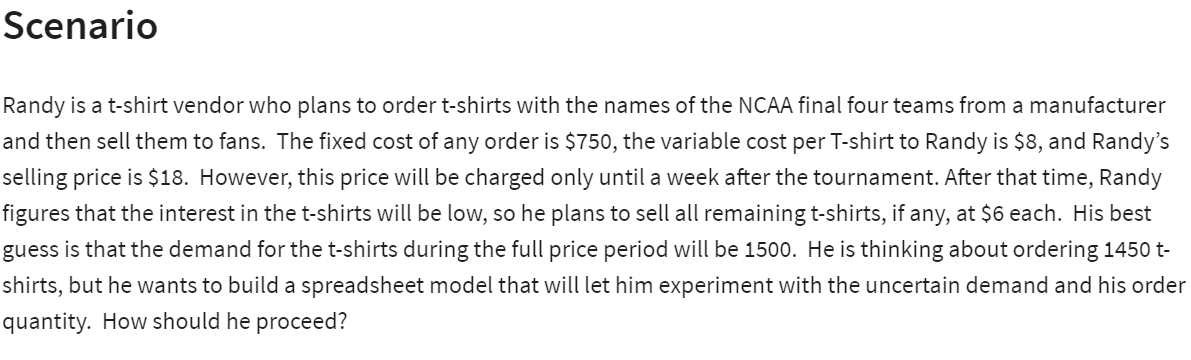 Scenario
Randy is a t-shirt vendor who plans to order t-shirts with the names of the NCAA final four teams from a manufacturer
and then sell them to fans.  The fixed cost of any order is $750, the variable cost per T-shirt to Randy is $8, and Randy’s
selling price is $18.  However, this price will be charged only until a week after the tournament. After that time, Randy
figures that the interest in the t-shirts will be low, so he plans to sell all remaining t-shirts, if any, at $6 each.  His best
guess is that the demand for the t-shirts during the full price period will be 1500.  He is thinking about ordering 1450 t-
shirts, but he wants to build a spreadsheet model that will let him experiment with the uncertain demand and his order
quantity.  How should he proceed?